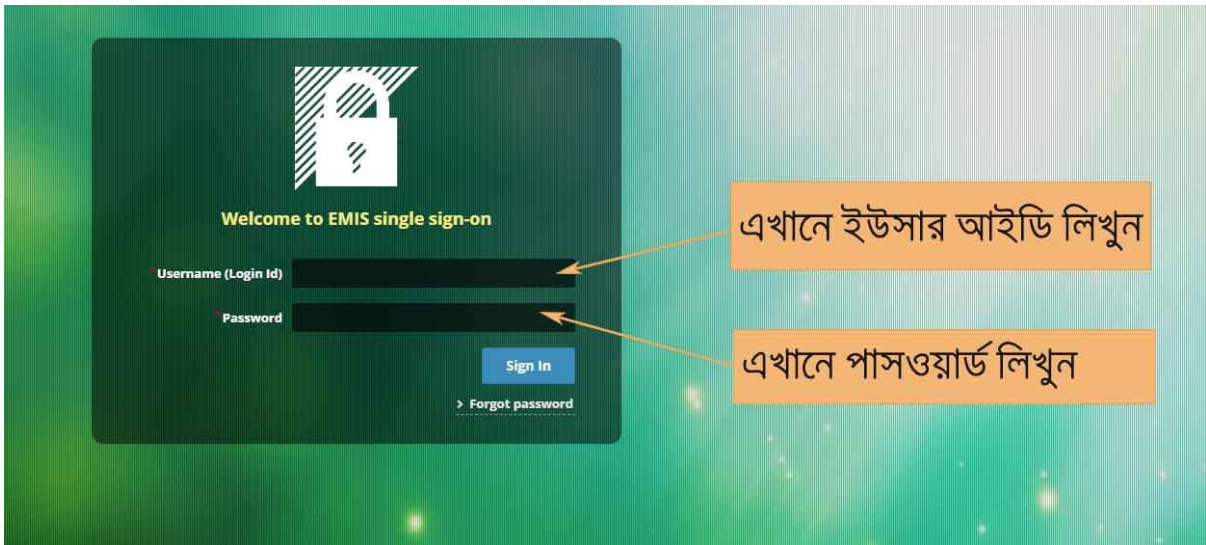 Welcome to EMIS single sign-on
এখানে ইউসার আইডি লিখুন
*Username (Login Id)
*Password
এখানে পাসওয়ার্ড লিখুন
Sign In
> Forgot password